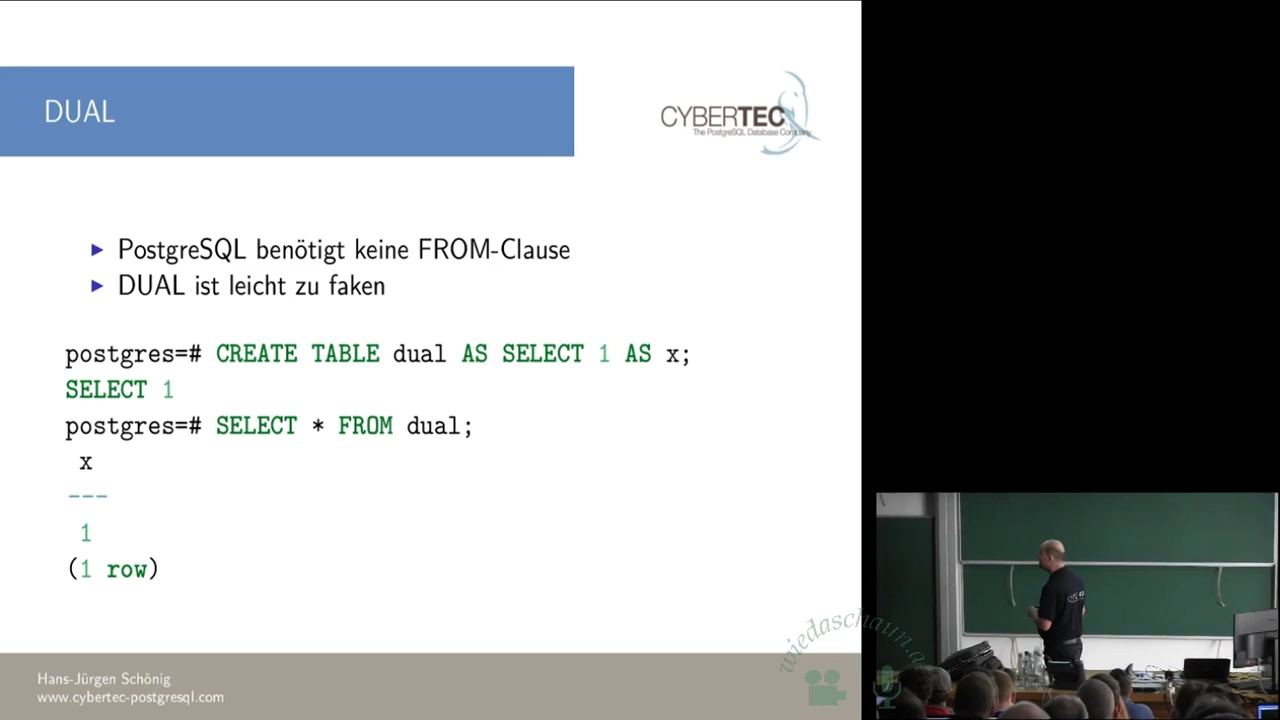 DUAL
CYBERTEC
The PostgreSQL Database Company
▶ PostgreSQL benötigt keine FROM-Clause
▶ DUAL ist leicht zu faken
postgres=# CREATE TABLE dual AS SELECT 1 AS x;
SELECT 1
postgres=# SELECT * FROM dual;
x
---
1
(1 row)
Hans-Jürgen Schönig
www.cybertec-postgresql.com
wiedaschaun.a